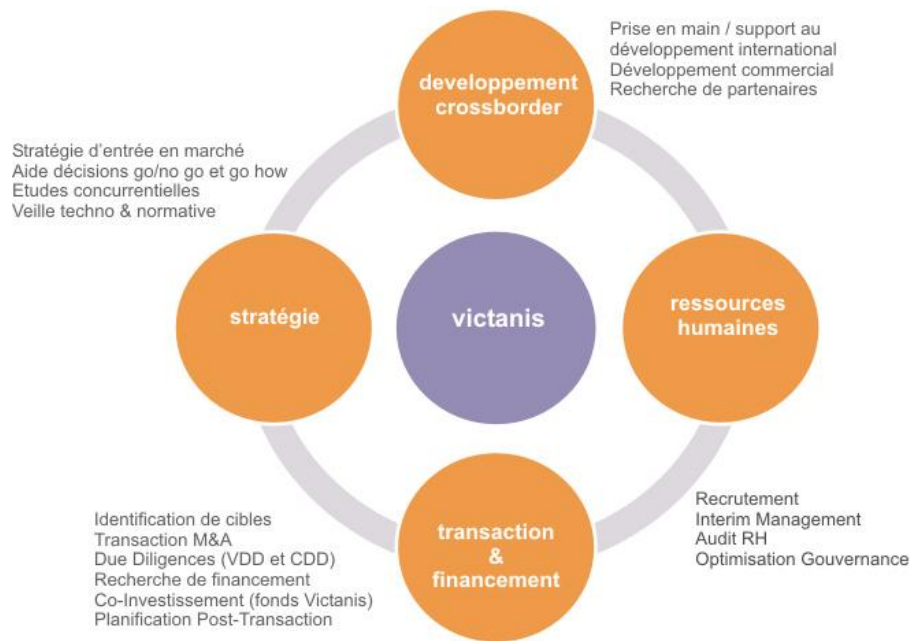 developpement
crossborder
Prise en main / support au
développement international
Développement commercial
Recherche de partenaires
Stratégie d'entrée en marché
Aide décisions go/no go et go how
Etudes concurrentielles
Veille techno & normative
stratégie
victanis
ressources
humaines
transaction
&
financement
Identification de cibles
Transaction M&A
Due Diligences (VDD et CDD)
Recherche de financement
Co-Investissement (fonds Victanis)
Planification Post-Transaction
Recrutement
Interim Management
Audit RH
Optimisation Gouvernance